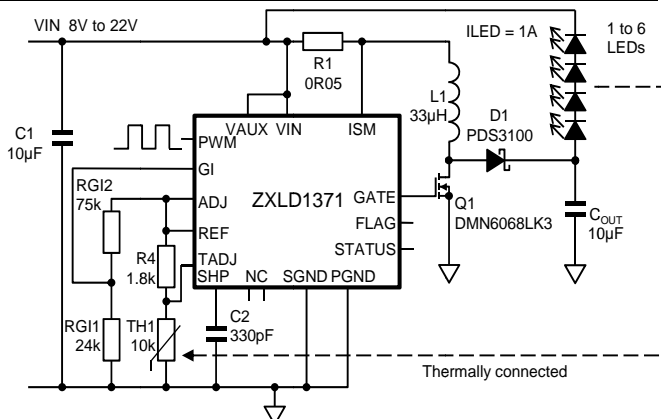 VIN 8V to 22V
ILED = 1A
1 to 6
LEDs
R1
0R05
L1
33µH
D1
PDS3100
C1
10µF
VAUX VIN ISM
PWM
GI
ADJ
REF
TADJ
SHP
NC
SGND PGND
ZXLD1371
GATE
FLAG
STATUS
Q1
DMN6068LK3
COUT
10µF
RGI2
75k
R4
1.8k
RGI1
24k
TH1
10k
C2
330pF
Thermally connected